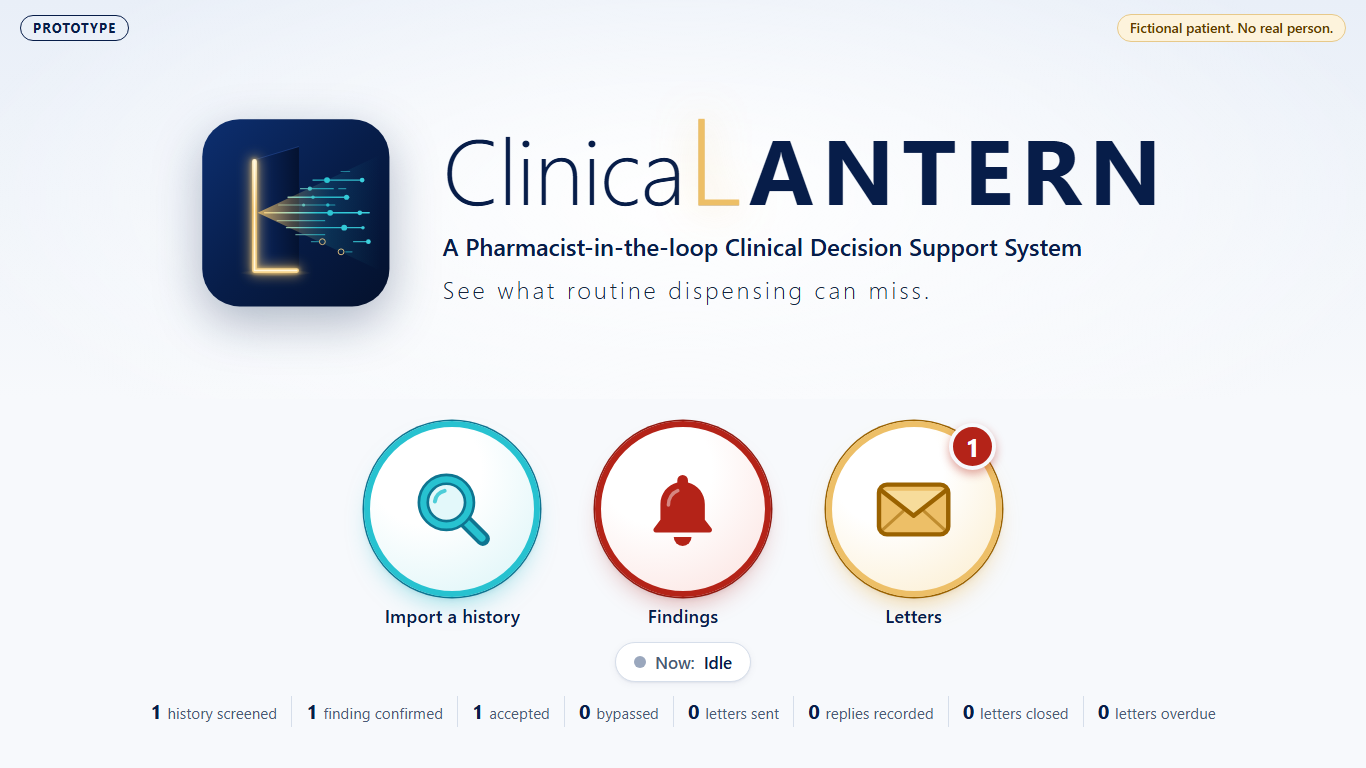 PROTOTYPE
Fictional patient. No real person.
ClinicaLANTERN
A Pharmacist-in-the-loop Clinical Decision Support System
See what routine dispensing can miss.
1
Import a history
Findings
Letters
Now: Idle
1 history screened
1 finding confirmed
1 accepted
0 bypassed
0 letters sent
0 replies recorded
0 letters closed
0 letters overdue